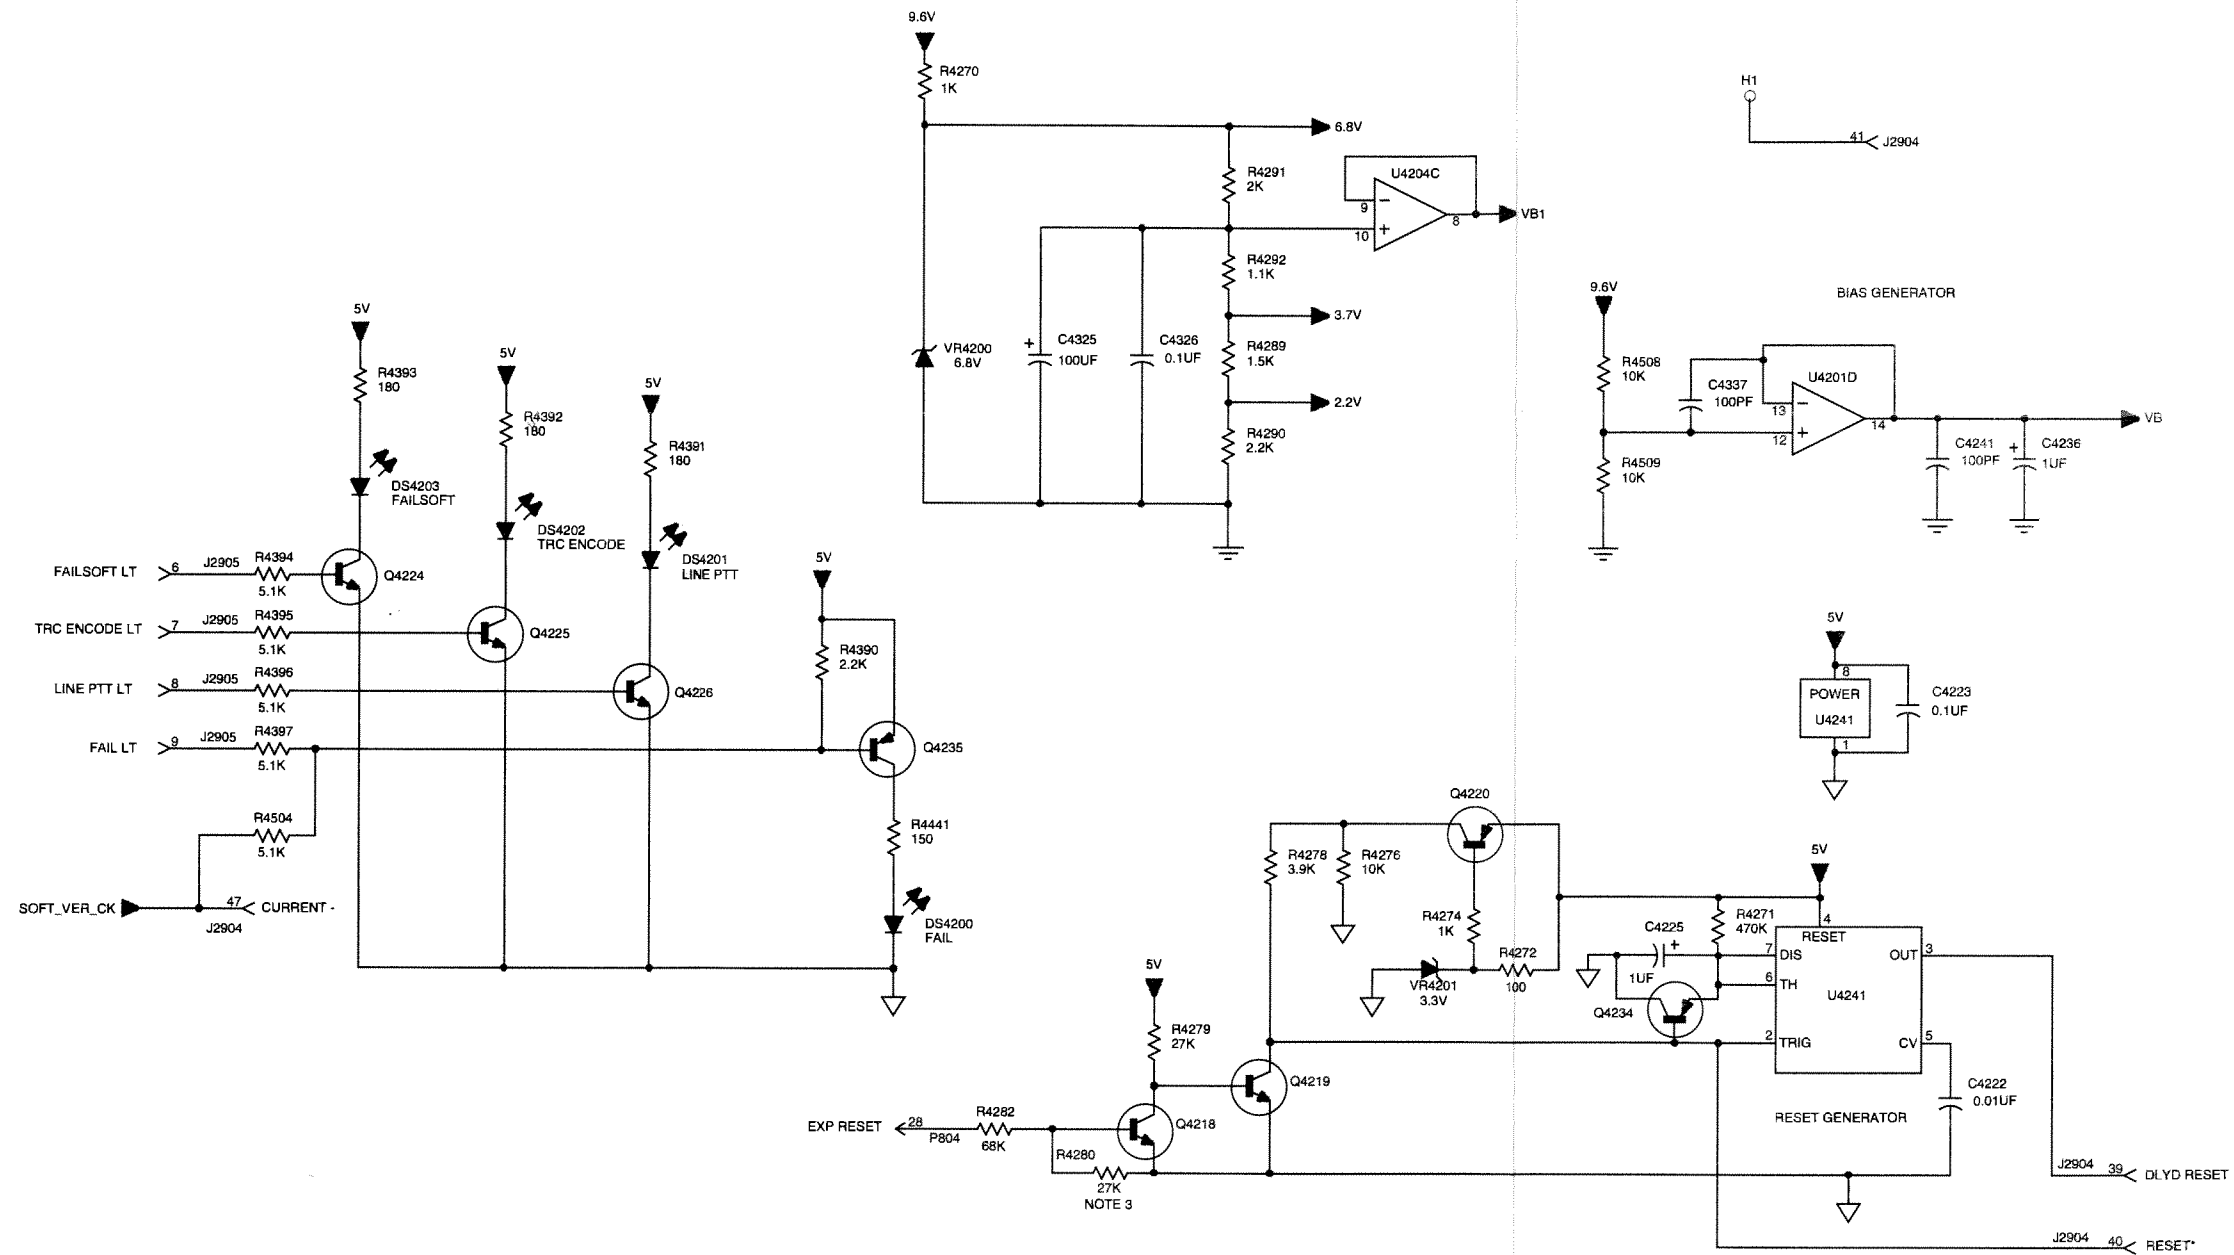 9.6V
R4270
1K
6.8V
R4291
2K
U4204C
9
10
8
VB1
R4292
1.1K
3.7V
C4325
100UF
+
C4326
0.1UF
R4289
1.5K
VR4200
6.8V
2.2V
R4290
2.2K
H1
41
J2904
BIAS GENERATOR
9.6V
R4508
10K
C4337
100PF
U4201D
13
12
14
VB
R4509
10K
C4241
100PF
+
C4236
1UF
5V
R4393
180
DS4203
FAILSOFT
5V
R4392
180
DS4202
TRC ENCODE
5V
R4391
180
DS4201
LINE PTT
FAILSOFT LT
6
J2905
R4394
5.1K
Q4224
TRC ENCODE LT
7
J2905
R4395
5.1K
Q4225
LINE PTT LT
8
J2905
R4396
5.1K
Q4226
FAIL LT
9
J2905
R4397
5.1K
5V
R4390
2.2K
Q4235
R4504
5.1K
R4441
150
SOFT_VER_CK
47
CURRENT -
J2904
DS4200
FAIL
5V
8
POWER
U4241
1
C4223
0.1UF
Q4220
R4278
3.9K
R4276
10K
R4274
1K
R4272
100
VR4201
3.3V
5V
R4271
470K
4
RESET
C4225
+
1UF
7
DIS
6
TH
2
TRIG
OUT
3
U4241
CV
5
Q4234
C4222
0.01UF
RESET GENERATOR
5V
R4279
27K
Q4219
EXP RESET
28
P804
R4282
68K
Q4218
R4280
27K
NOTE 3
J2904
39
DLYD RESET
J2904
40
RESET*